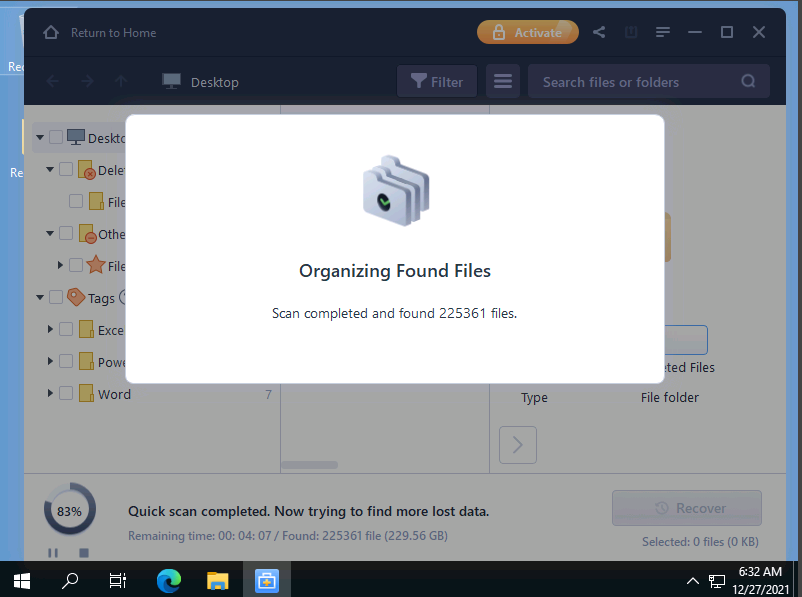 Return to Home
Activate
Desktop
Filter
Search files or folders
Rec
Re
Deskto
Delet
File
Othe
File
Tags
Exce
Powe
Word
7
Organizing Found Files
Scan completed and found 225361 files.
eted Files
Type
File folder
83%
Quick scan completed. Now trying to find more lost data.
Remaining time: 00: 04: 07 / Found: 225361 file (229.56 GB)
Recover
Selected: 0 files (0 KB)
6:32 AM
12/27/2021